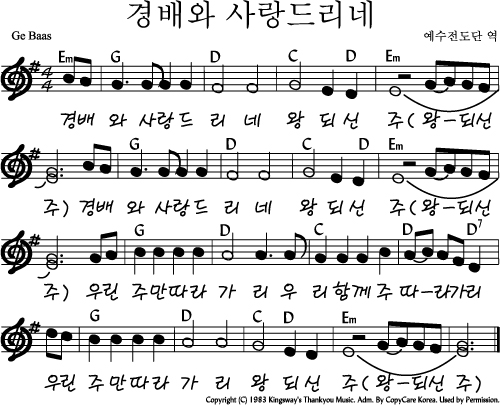 경배와 사랑드리네
Ge Baas 예수전도단 역
Em G D C D Em
4 4
경배 와 사랑드 리 네 왕 되신 주(왕-되신
G D C D Em
주) 경배 와 사랑드 리 네 왕 되신 주(왕-되신
G D C G D D7
주) 우린 주만따라 가 리 우 리함께주 따-라가리
G D C D Em
우린 주만따라 가 리 왕 되 신 주(왕-되신 주)
Copyright (C) 1983 Kingsway's Thankyou Music. Adm. By CopyCare Korea. Used by Permission.